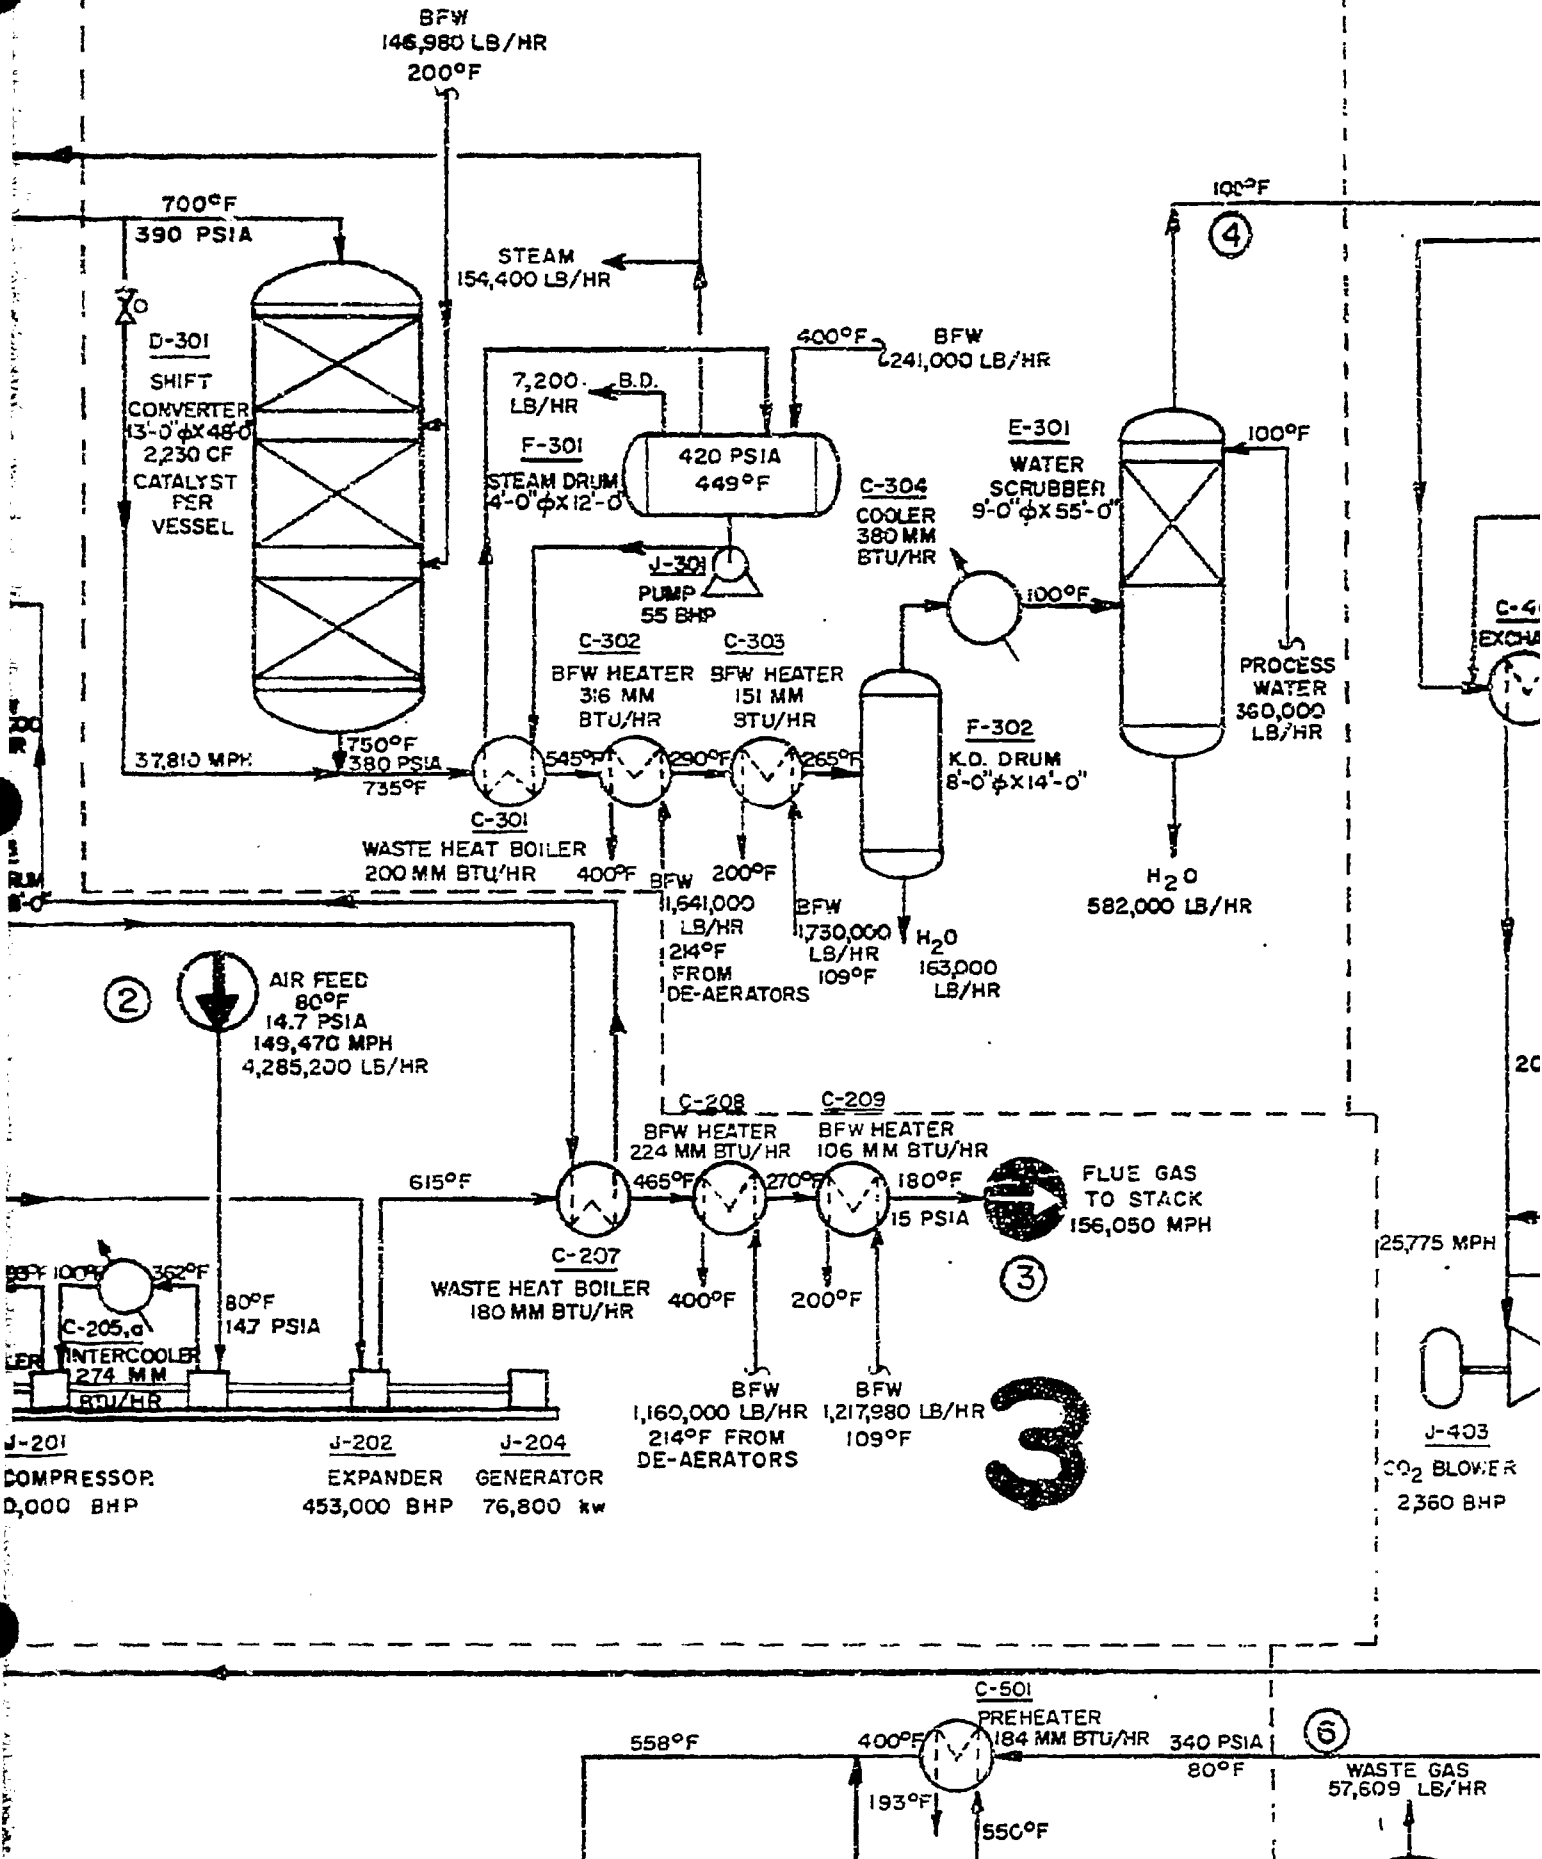 BFW
146,980 LB/HR
200°F
700°F
390 PSIA
STEAM
154,400 LB/HR
100°F
4
D-301
SHIFT
CONVERTER
13'-0"φX48'-0"
2,230 CF
CATALYST
PER
VESSEL
400°F
BFW
241,000 LB/HR
7,200
LB/HR
B.D.
F-301
STEAM DRUM
4'-0"φX12'-0"
420 PSIA
449°F
J-301
PUMP
55 BHP
C-304
COOLER
380 MM
BTU/HR
E-301
WATER
SCRUBBER
9'-0"φX55'-0"
100°F
100°F
PROCESS
WATER
360,000
LB/HR
EXCHA
C-302
BFW HEATER
316 MM
BTU/HR
C-303
BFW HEATER
151 MM
BTU/HR
F-302
K.O. DRUM
8'-0"φX14'-0"
37,810 MPH
750°F
380 PSIA
735°F
545°F
290°F
265°F
C-301
WASTE HEAT BOILER
200 MM BTU/HR
400°F
200°F
BFW
1,641,000
LB/HR
214°F
FROM
DE-AERATORS
BFW
1,730,000
LB/HR
109°F
H2O
163,000
LB/HR
H2O
582,000 LB/HR
2
AIR FEED
80°F
14.7 PSIA
149,470 MPH
4,285,200 LB/HR
C-208
BFW HEATER
224 MM BTU/HR
C-209
BFW HEATER
106 MM BTU/HR
615°F
465°F
270°F
180°F
15 PSIA
FLUE GAS
TO STACK
156,050 MPH
3
C-207
WASTE HEAT BOILER
180 MM BTU/HR
400°F
200°F
BFW
1,160,000 LB/HR
214°F FROM
DE-AERATORS
BFW
1,217,980 LB/HR
109°F
3
100°F
362°F
80°F
14.7 PSIA
C-205,a
INTERCOOLER
274 MM
BTU/HR
J-201
COMPRESSOR
0,000 BHP
J-202
EXPANDER
453,000 BHP
J-204
GENERATOR
76,800 kw
20
25,775 MPH
J-403
CO2 BLOWER
2,360 BHP
C-501
PREHEATER
184 MM BTU/HR
558°F
400°F
193°F
550°F
340 PSIA
80°F
6
WASTE GAS
57,609 LB/HR